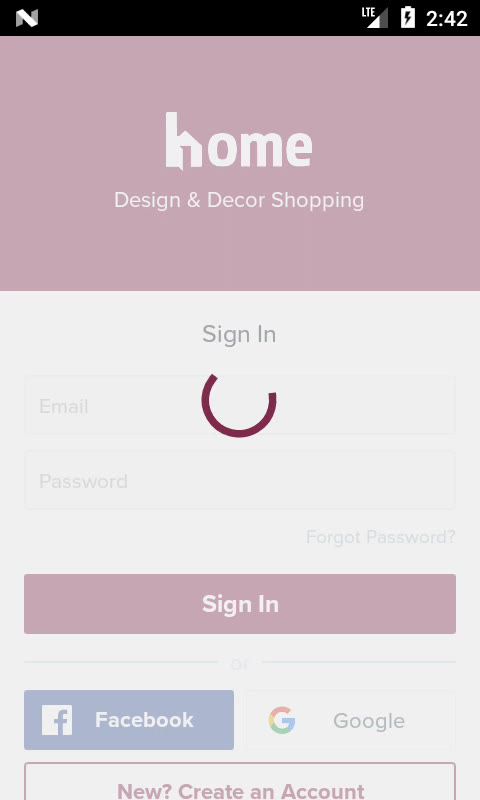 LTE
2:42
home
Design & Decor Shopping
Sign In
Email
Password
Forgot Password?
Sign In
or
Facebook
Google
New? Create an Account